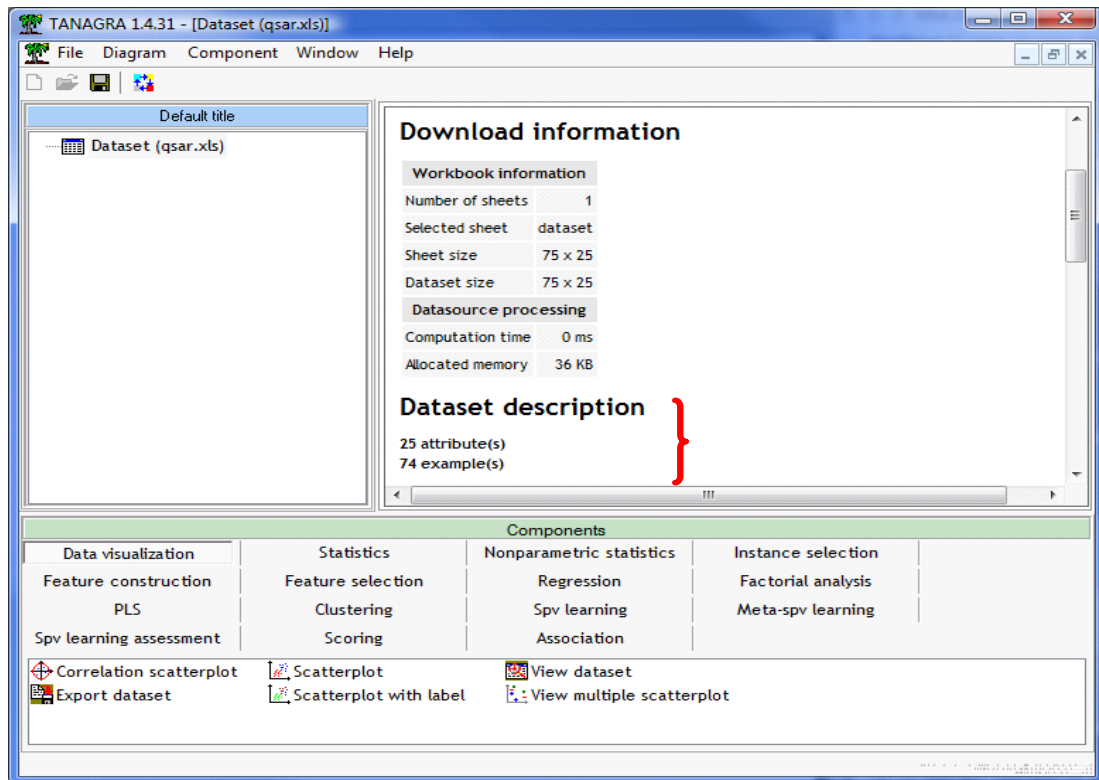 TANAGRA 1.4.31 - [Dataset (qsar.xls)]
File Diagram Component Window Help
Default title
Dataset (qsar.xls)
Download information
Workbook information
Number of sheets 1
Selected sheet dataset
Sheet size 75 x 25
Dataset size 75 x 25
Datasource processing
Computation time 0 ms
Allocated memory 36 KB
Dataset description
25 attribute(s)
74 example(s)
Components
Data visualization Statistics Nonparametric statistics Instance selection
Feature construction Feature selection Regression Factorial analysis
PLS Clustering Spv learning Meta-spv learning
Spv learning assessment Scoring Association
Correlation scatterplot Scatterplot View dataset
Export dataset Scatterplot with label View multiple scatterplot